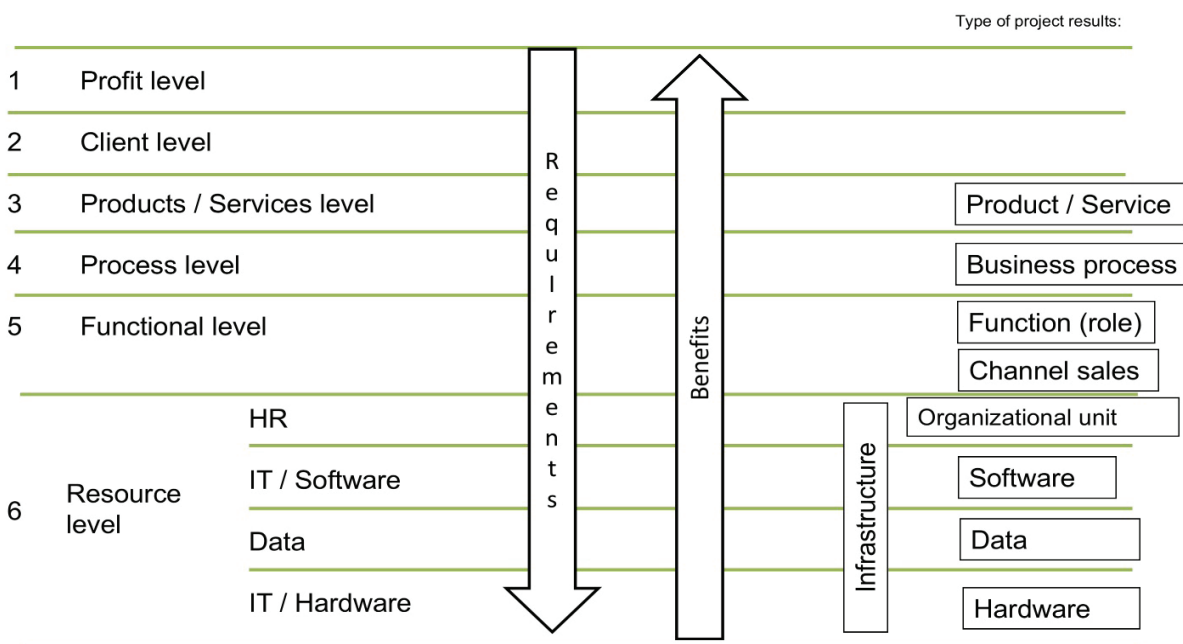 Type of project results:
1 Profit level
2 Client level
3 Products / Services level
Product / Service
4 Process level
Business process
5 Functional level
Function (role)
Channel sales
6 Resource
level
HR
Organizational unit
IT / Software
Software
Data
Data
IT / Hardware
Hardware
RequIrements
Benefits
Infrastructure